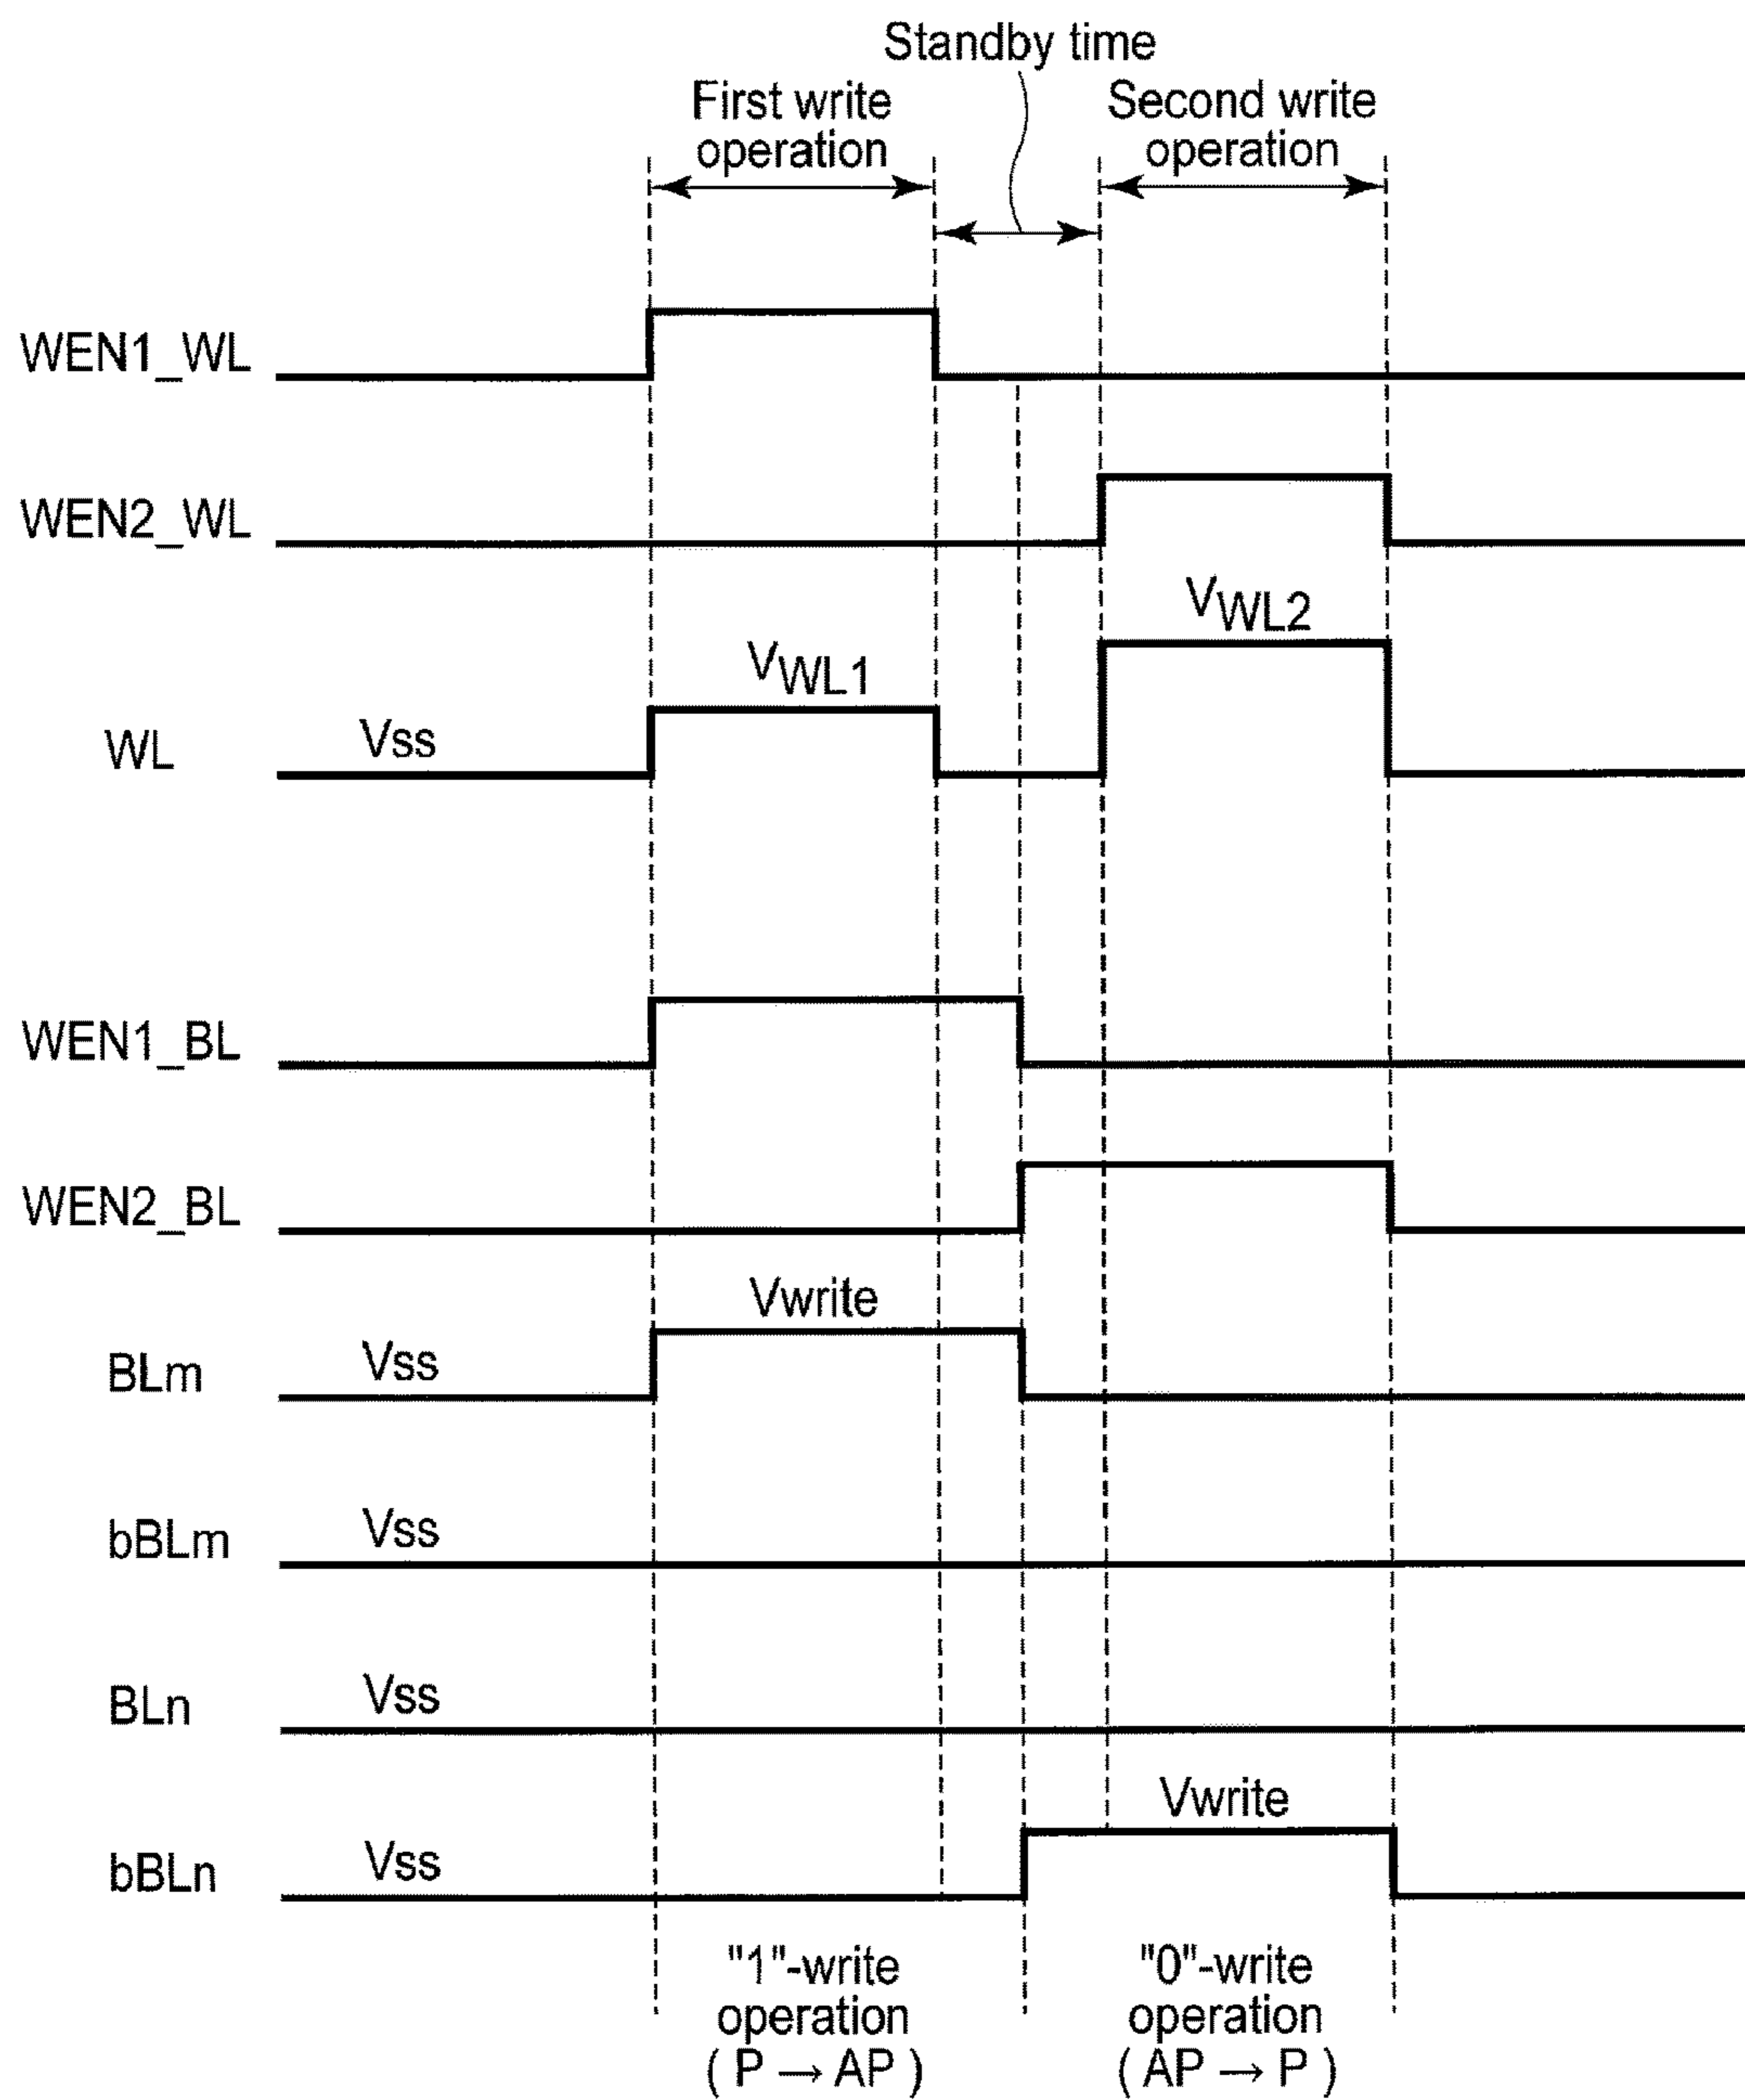 Standby time
First write
operation
Second write
operation
WEN1_WL
WEN2_WL
VWL2
VWL1
WL
Vss
WEN1_BL
WEN2_BL
Vwrite
BLm
Vss
bBLm
Vss
BLn
Vss
Vwrite
bBLn
Vss
"1"-write
operation
( P → AP )
"0"-write
operation
( AP → P )